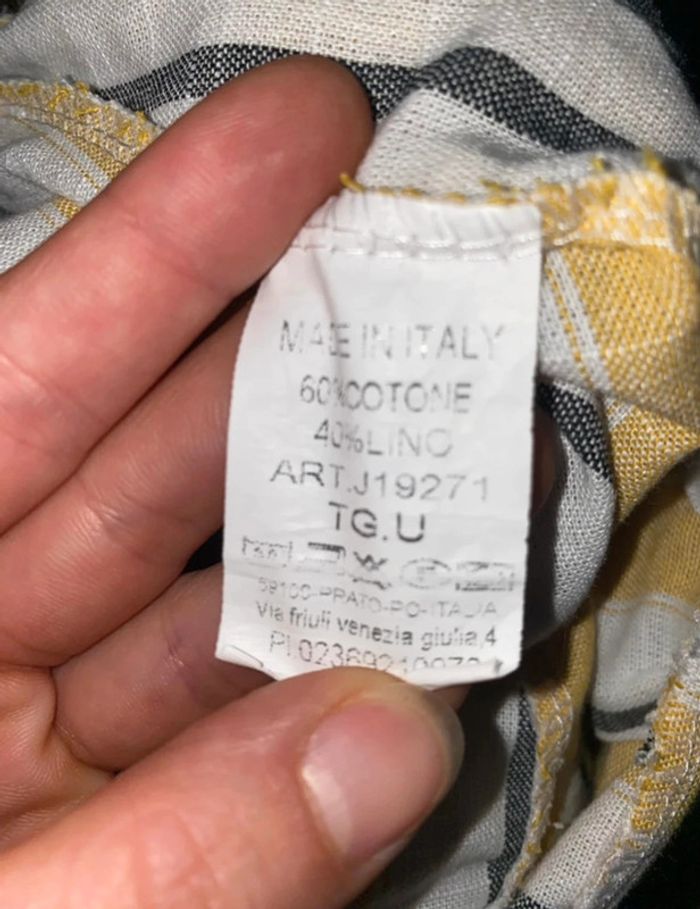 MADE IN ITALY
60%COTONE
40%LINO
ART.J19271
TG.U
59100-PRATO-PO-ITALIA
Via friuli venezia giulia,4